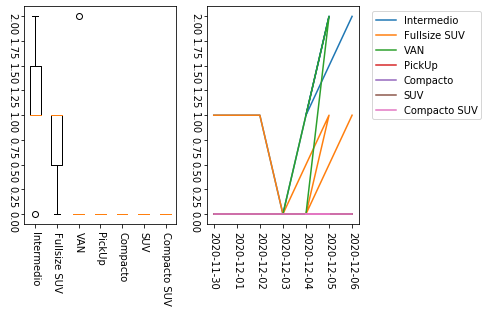 2.00
1.75
1.50
1.25
1.00
0.75
0.50
0.25
0.00
Intermedio
Fullsize SUV
VAN
PickUp
Compacto
SUV
Compacto SUV
2.00
1.75
1.50
1.25
1.00
0.75
0.50
0.25
0.00
2020-11-30
2020-12-01
2020-12-02
2020-12-03
2020-12-04
2020-12-05
2020-12-06
Intermedio
Fullsize SUV
VAN
PickUp
Compacto
SUV
Compacto SUV